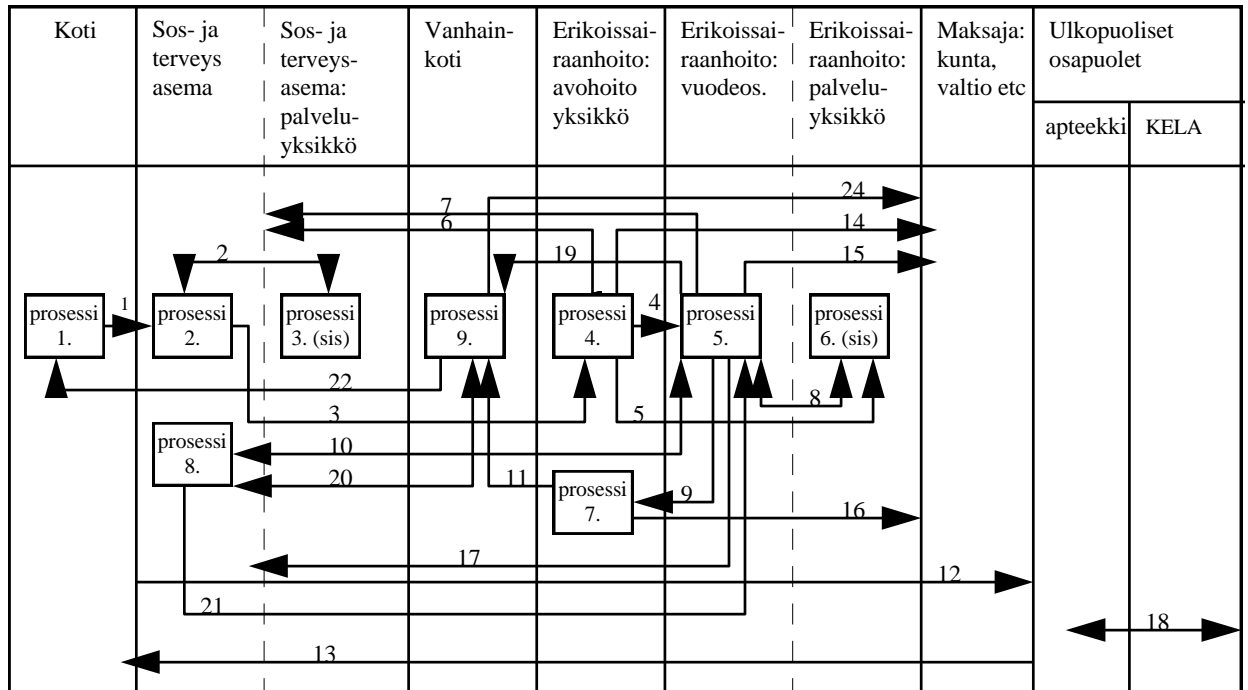 Koti
Sos- ja
terveys
asema
Sos- ja
terveys-
asema:
palvelu-
yksikkö
Vanhain-
koti
Erikoissai-
raanhoito:
avohoito
yksikkö
Erikoissai-
raanhoito:
vuodeos.
Erikoissai-
raanhoito:
palvelu-
yksikkö
Maksaja:
kunta,
valtio etc
Ulkopuoliset
osapuolet
apteekki
KELA
24
7
6
14
2
19
15
prosessi
1.
1
prosessi
2.
prosessi
3. (sis)
prosessi
9.
prosessi
4.
4
prosessi
5.
prosessi
6. (sis)
22
8
3
5
prosessi
8.
10
20
11
prosessi
7.
9
16
17
12
21
18
13